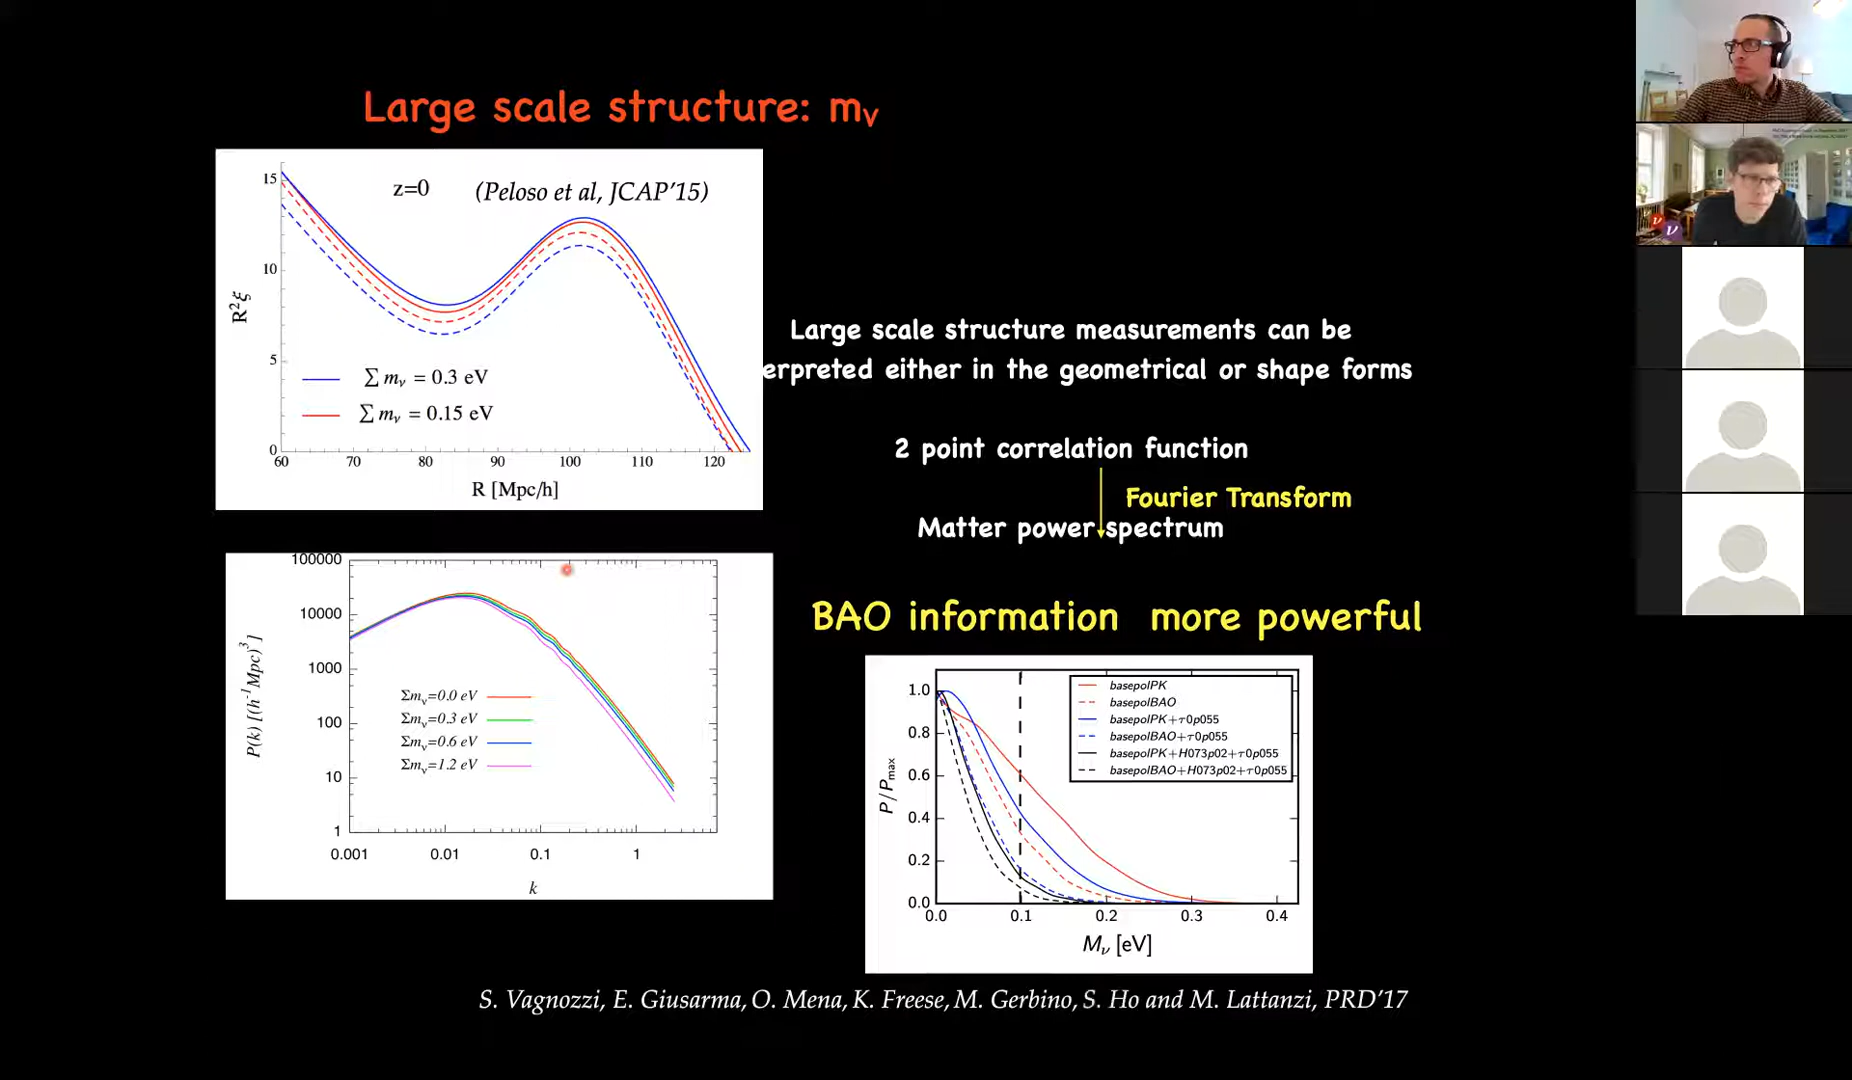 Large scale structure: mν
z=0
(Peloso et al, JCAP'15)
15
10
5
0
R²ξ
∑ mν = 0.3 eV
∑ mν = 0.15 eV
60 70 80 90 100 110 120
R [Mpc/h]
Large scale structure measurements can be
erpreted either in the geometrical or shape forms
2 point correlation function
Fourier Transform
Matter power spectrum
100000
10000
1000
100
10
1
P(k) [(h⁻¹Mpc)³]
Σmν=0.0 eV
Σmν=0.3 eV
Σmν=0.6 eV
Σmν=1.2 eV
0.001 0.01 0.1 1
k
BAO information more powerful
1.0
0.8
0.6
0.4
0.2
0.0
P/Pmax
basepolPK
basepolBAO
basepolPK+τ0p055
basepolBAO+τ0p055
basepolPK+H073p02+τ0p055
basepolBAO+H073p02+τ0p055
0.0 0.1 0.2 0.3 0.4
Mν [eV]
S. Vagnozzi, E. Giusarma, O. Mena, K. Freese, M. Gerbino, S. Ho and M. Lattanzi, PRD'17
ν
ν